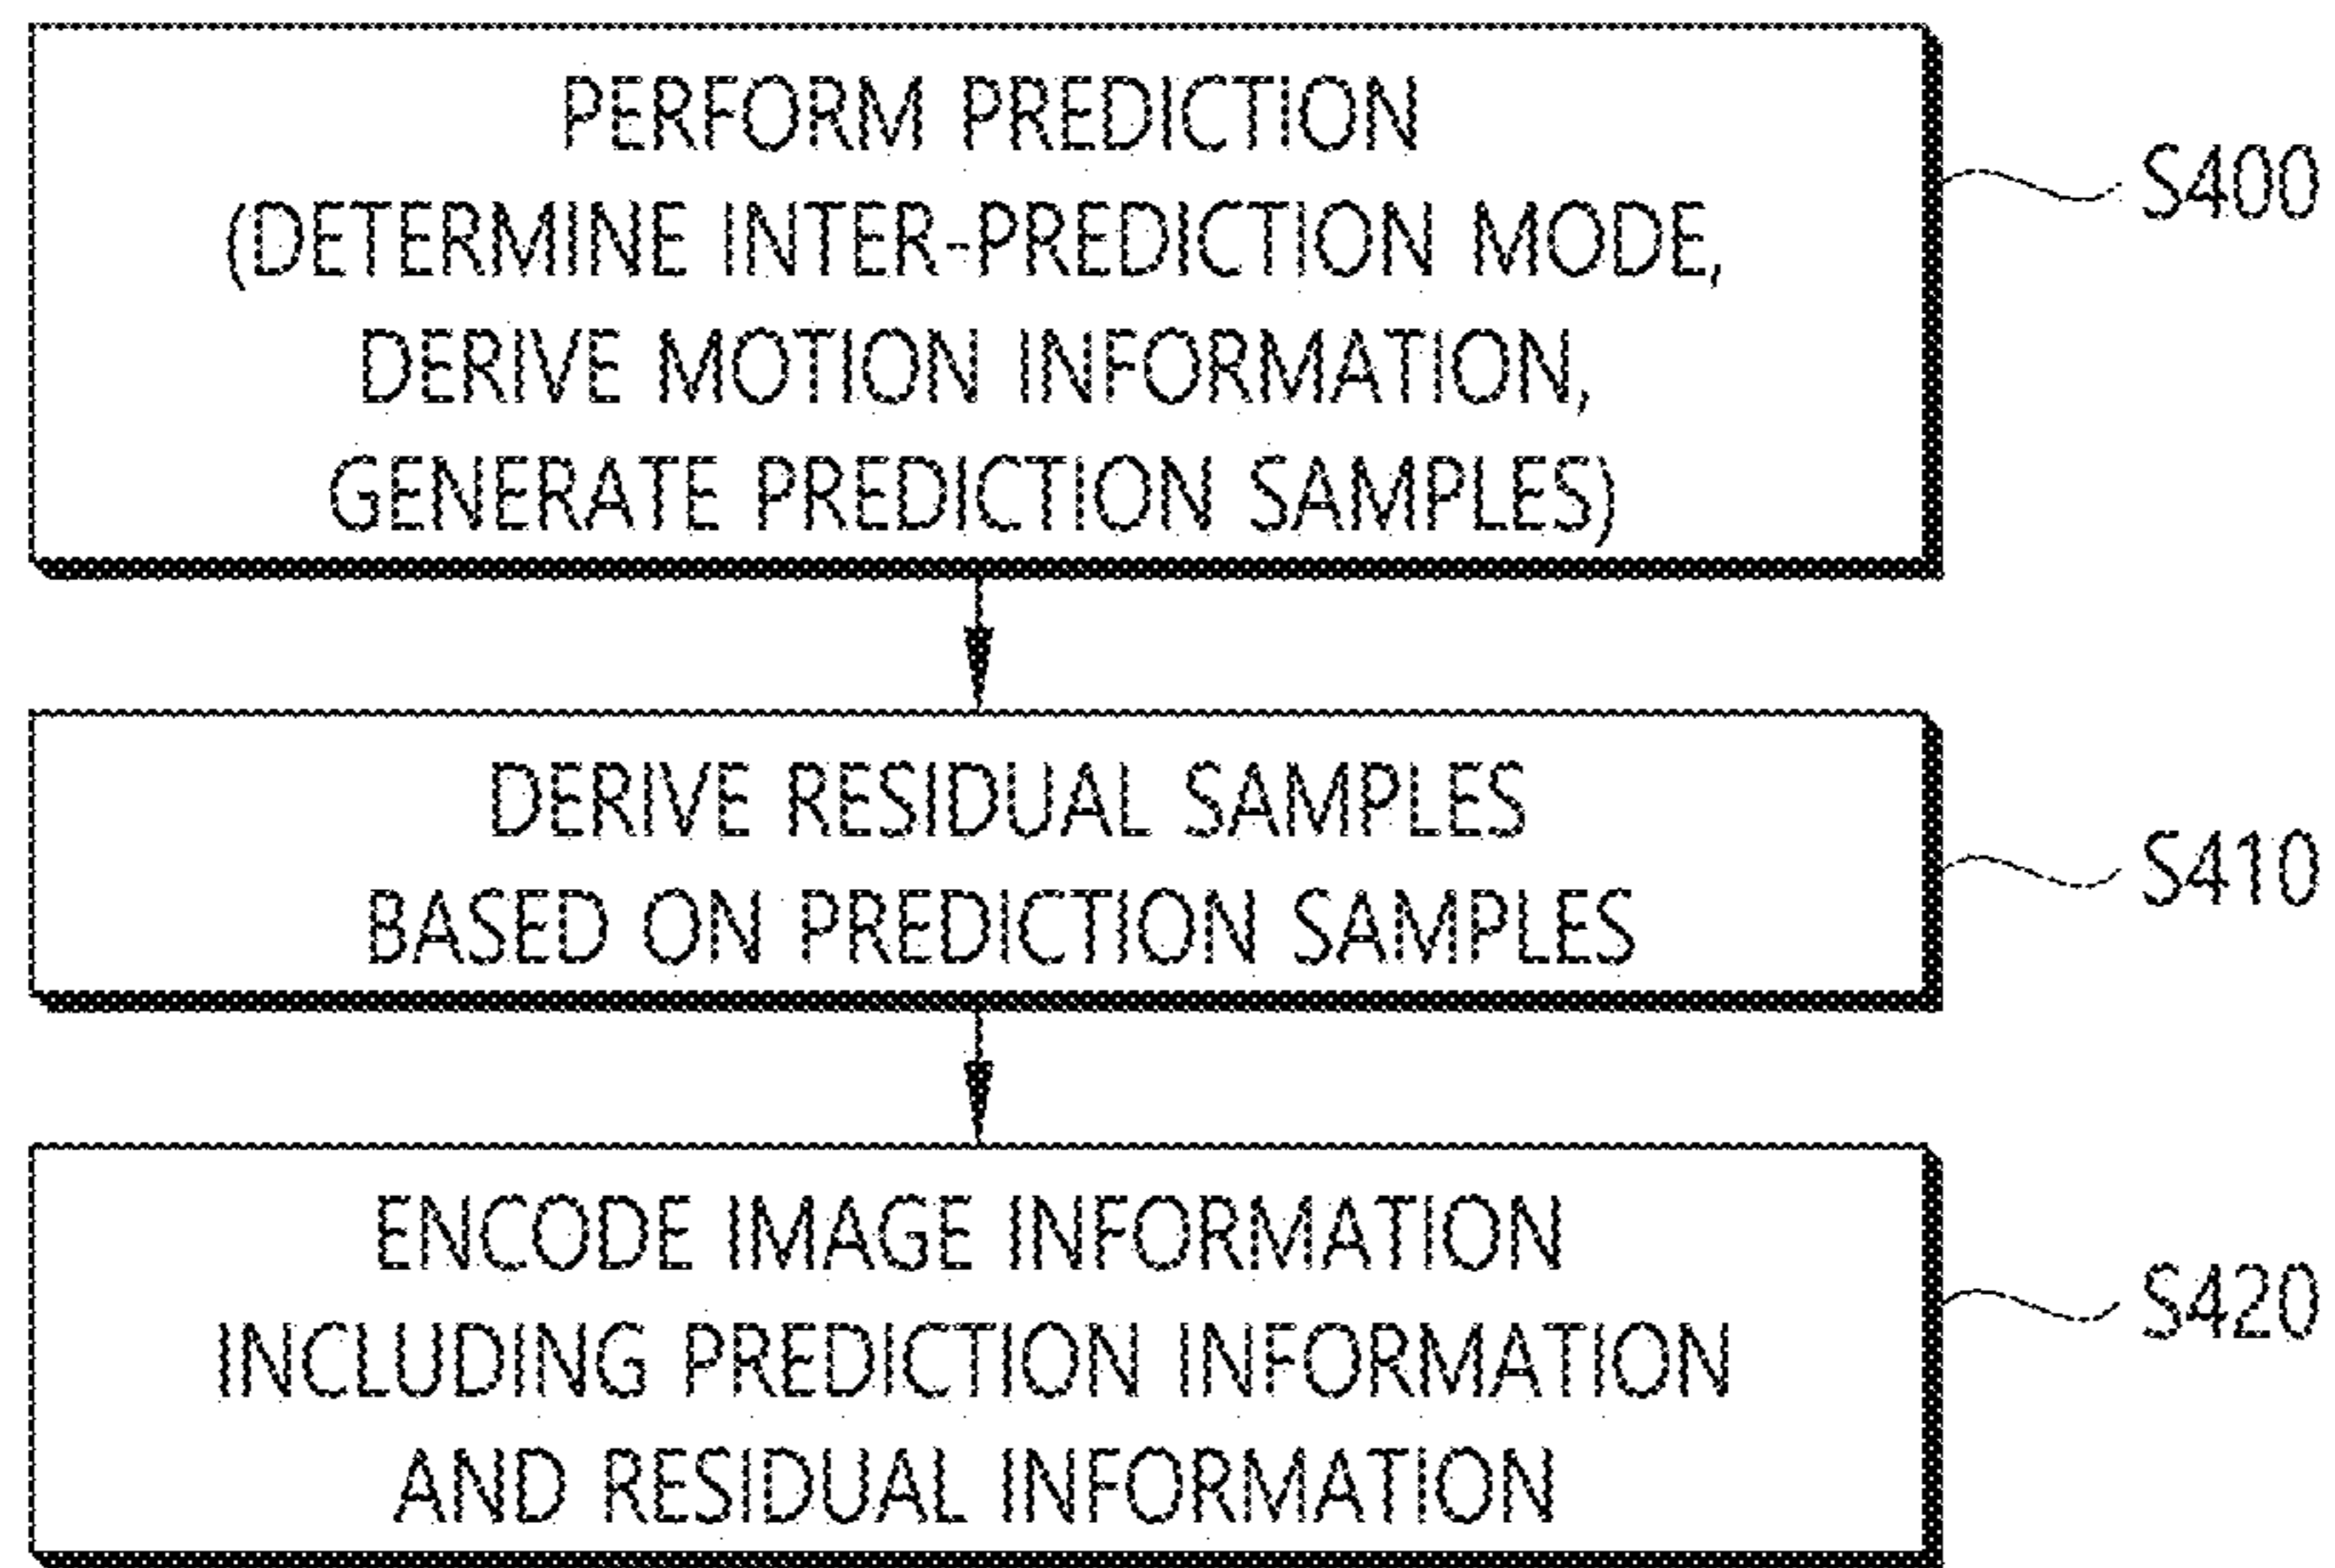 PERFORM PREDICTION
(DETERMINE INTER-PREDICTION MODE,
DERIVE MOTION INFORMATION,
GENERATE PREDICTION SAMPLES)
S400
DERIVE RESIDUAL SAMPLES
BASED ON PREDICTION SAMPLES
S410
ENCODE IMAGE INFORMATION
INCLUDING PREDICTION INFORMATION
AND RESIDUAL INFORMATION
S420